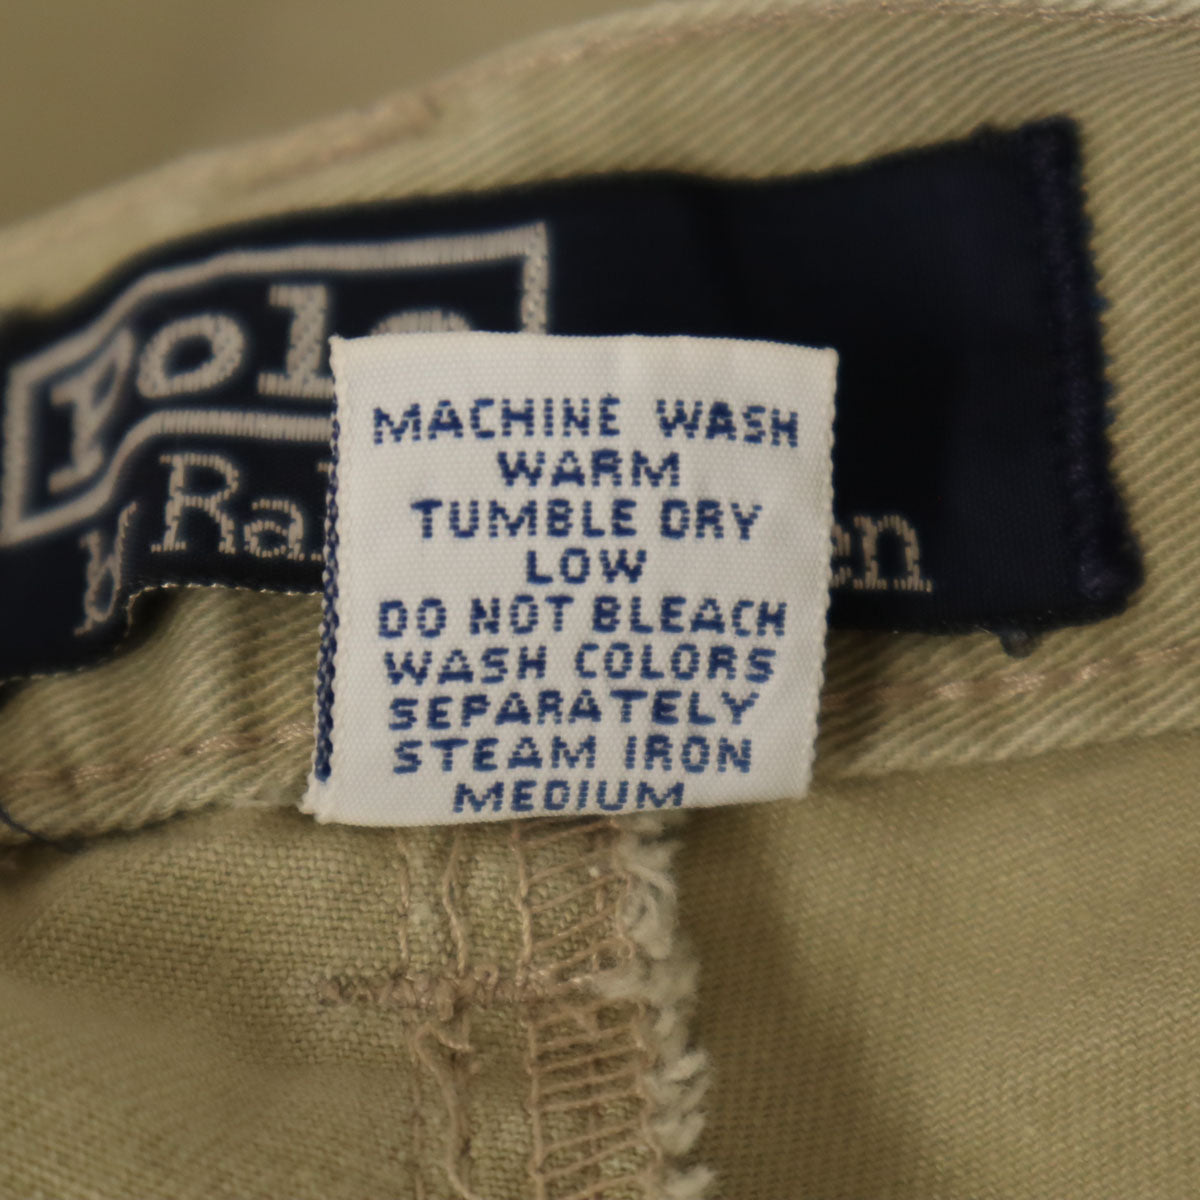 Polo
MACHINE WASH
WARM
TUMBLE DRY
LOW
DO NOT BLEACH
WASH COLORS
SEPARATELY
STEAM IRON
MEDIUM